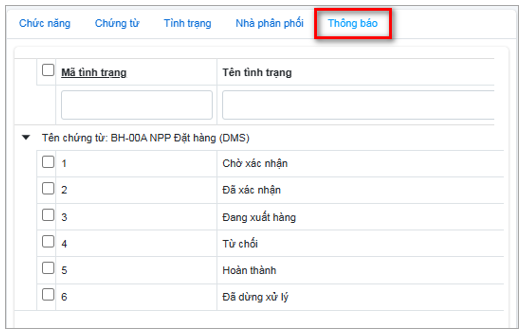 Chức năng Chứng từ Tình trạng Nhà phân phối Thông báo
Mã tình trạng Tên tình trạng
Tên chứng từ: BH-00A NPP Đặt hàng (DMS)
1 Chờ xác nhận
2 Đã xác nhận
3 Đang xuất hàng
4 Từ chối
5 Hoàn thành
6 Đã dừng xử lý